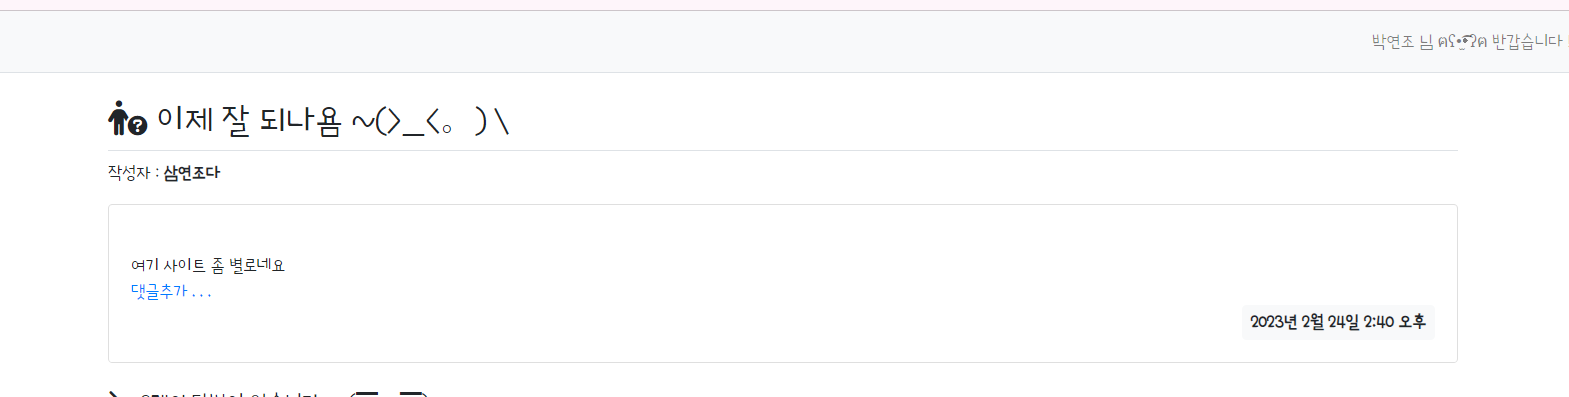 박연조 님 ฅʕ•̫͡•ʔฅ 반갑습니다
이제 잘 되나욤 ~(>_<。)\
작성자 : 삼연조다
여기 사이트 좀 별로네요
댓글추가 . . .
2023년 2월 24일 2:40 오후